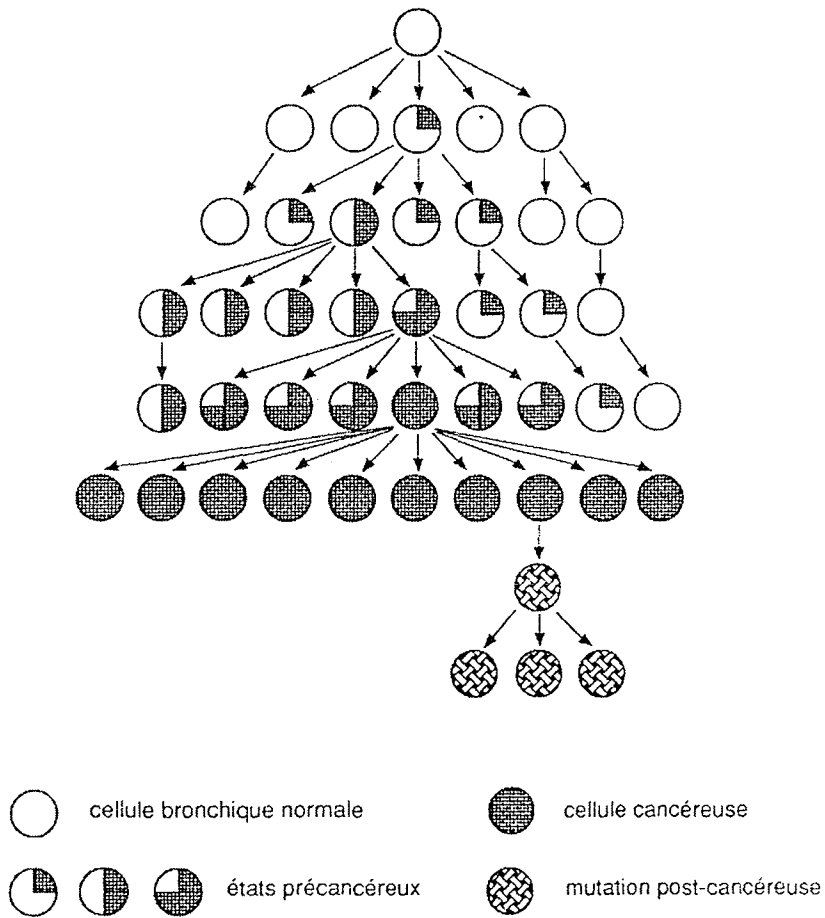 cellule bronchique normale
cellule cancéreuse
états précancéreux
mutation post-cancéreuse